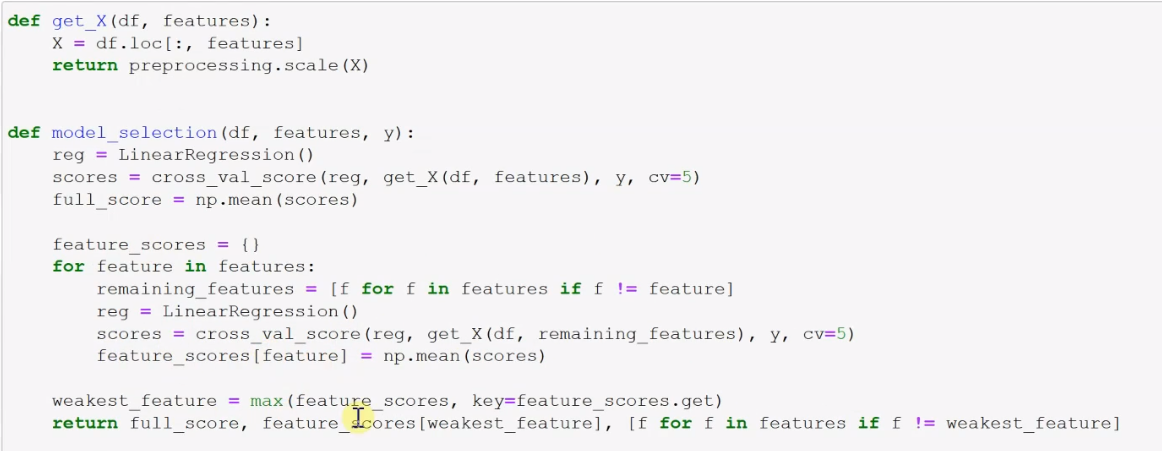 def get_X(df, features):
    X = df.loc[:, features]
    return preprocessing.scale(X)
def model_selection(df, features, y):
    reg = LinearRegression()
    scores = cross_val_score(reg, get_X(df, features), y, cv=5)
    full_score = np.mean(scores)
    feature_scores = {}
    for feature in features:
        remaining_features = [f for f in features if f != feature]
        reg = LinearRegression()
        scores = cross_val_score(reg, get_X(df, remaining_features), y, cv=5)
        feature_scores[feature] = np.mean(scores)
    weakest_feature = max(feature_scores, key=feature_scores.get)
    return full_score, feature_scores[weakest_feature], [f for f in features if f != weakest_feature]